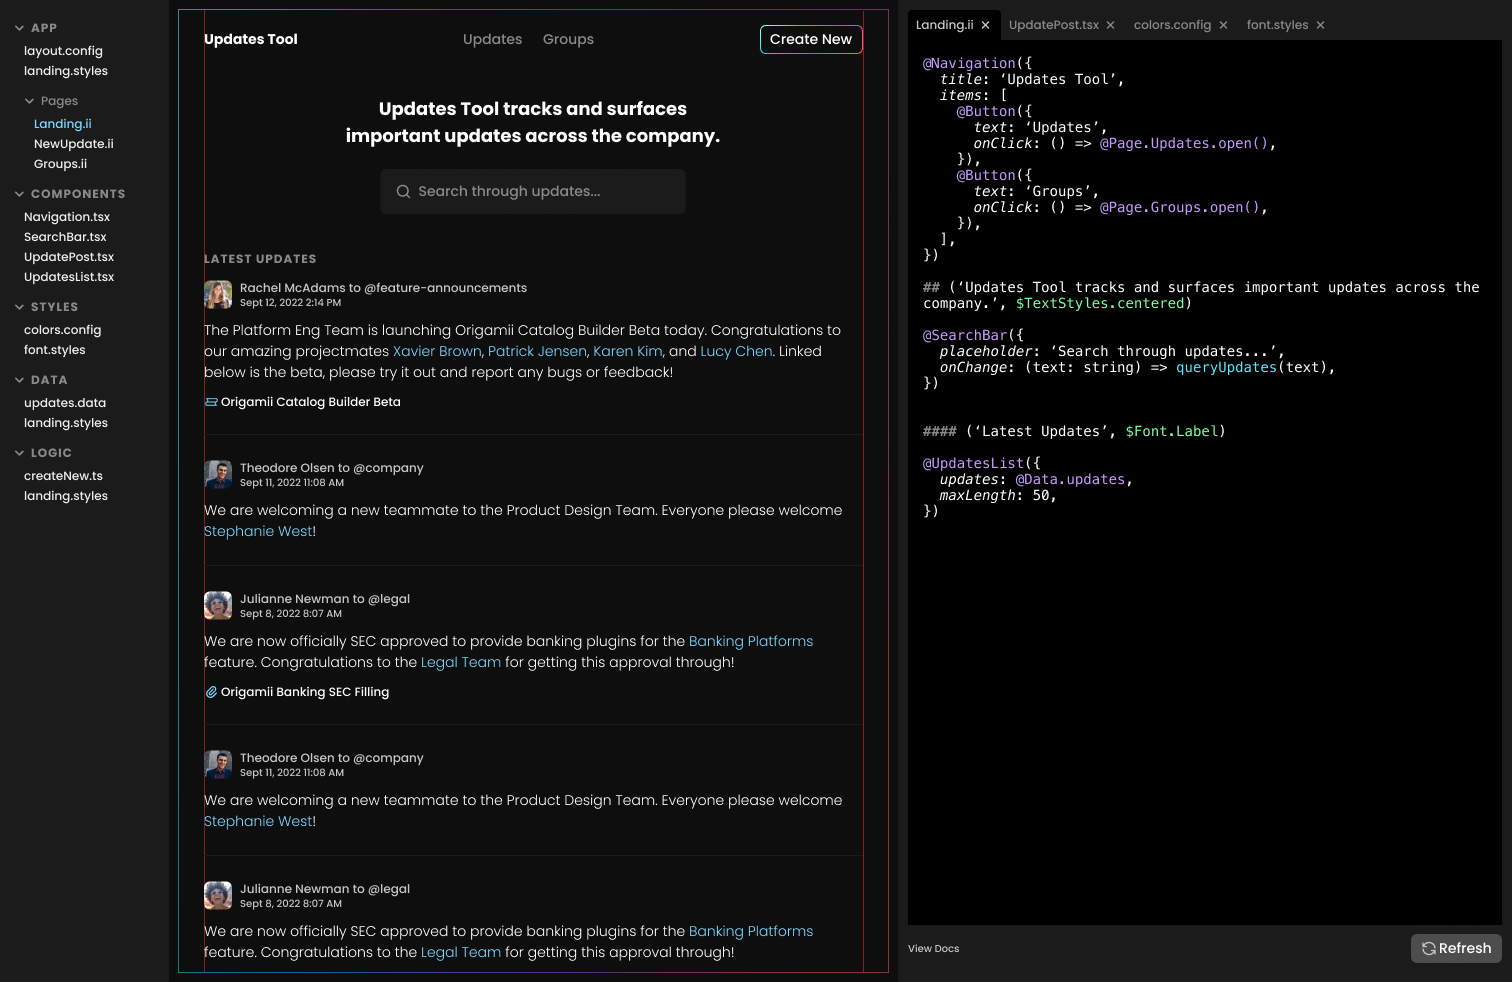 APP
layout.config
landing.styles
Pages
Landing.ii
NewUpdate.ii
Groups.ii
COMPONENTS
Navigation.tsx
SearchBar.tsx
UpdatePost.tsx
UpdatesList.tsx
STYLES
colors.config
font.styles
DATA
updates.data
landing.styles
LOGIC
createNew.ts
landing.styles
Updates Tool
Updates Groups
Create New
Updates Tool tracks and surfaces
important updates across the company.
Search through updates...
LATEST UPDATES
Rachel McAdams to @feature-announcements
Sept 12, 2022 2:14 PM
The Platform Eng Team is launching Origamii Catalog Builder Beta today. Congratulations to
our amazing projectmates Xavier Brown, Patrick Jensen, Karen Kim, and Lucy Chen. Linked
below is the beta, please try it out and report any bugs or feedback!
Origamii Catalog Builder Beta
Theodore Olsen to @company
Sept 11, 2022 11:08 AM
We are welcoming a new teammate to the Product Design Team. Everyone please welcome
Stephanie West!
Julianne Newman to @legal
Sept 8, 2022 8:07 AM
We are now officially SEC approved to provide banking plugins for the Banking Platforms
feature. Congratulations to the Legal Team for getting this approval through!
Origamii Banking SEC Filling
Theodore Olsen to @company
Sept 11, 2022 11:08 AM
We are welcoming a new teammate to the Product Design Team. Everyone please welcome
Stephanie West!
Julianne Newman to @legal
Sept 8, 2022 8:07 AM
We are now officially SEC approved to provide banking plugins for the Banking Platforms
feature. Congratulations to the Legal Team for getting this approval through!
Landing.ii UpdatePost.tsx colors.config font.styles
@Navigation({
  title: ‘Updates Tool’,
  items: [
    @Button({
      text: ‘Updates’,
      onClick: () => @Page.Updates.open(),
    }),
    @Button({
      text: ‘Groups’,
      onClick: () => @Page.Groups.open(),
    }),
  ],
})
## (‘Updates Tool tracks and surfaces important updates across the
company.’, $TextStyles.centered)
@SearchBar({
  placeholder: ‘Search through updates...’,
  onChange: (text: string) => queryUpdates(text),
})
#### (‘Latest Updates’, $Font.Label)
@UpdatesList({
  updates: @Data.updates,
  maxLength: 50,
})
View Docs
Refresh